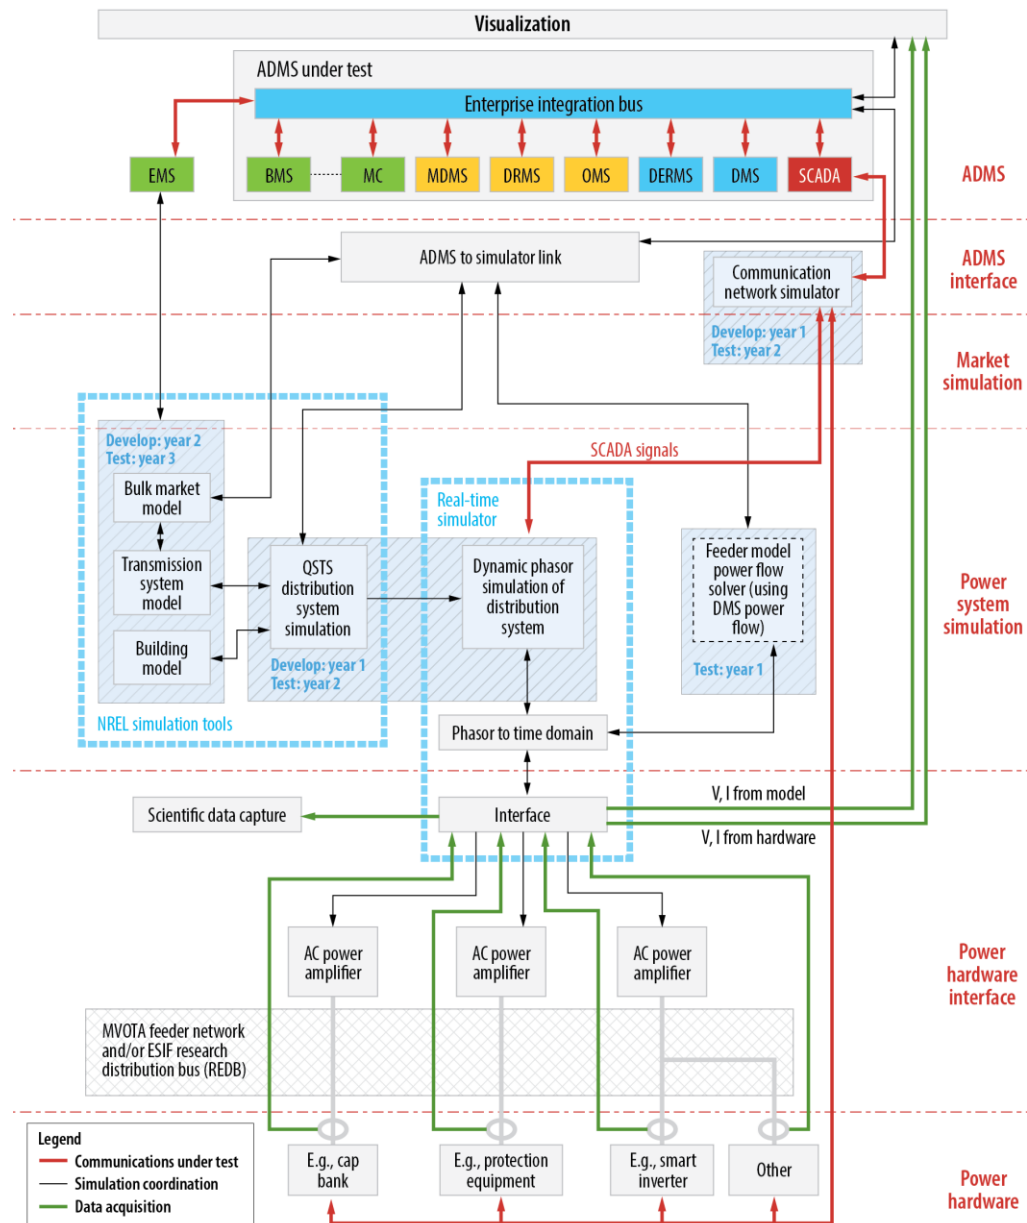 Visualization
ADMS under test
Enterprise integration bus
EMS
BMS
MC
MDMS
DRMS
OMS
DERMS
DMS
SCADA
ADMS
ADMS to simulator link
Communication
network simulator
ADMS
interface
Develop: year 1
Test: year 2
Market
simulation
Develop: year 2
Test: year 3
SCADA signals
Bulk market
model
Real-time
simulator
Transmission
system model
QSTS
distribution
system
simulation
Dynamic phasor
simulation of
distribution
system
Feeder model
power flow
solver (using
DMS power
flow)
Power
system
simulation
Building
model
Develop: year 1
Test: year 2
Test: year 1
NREL simulation tools
Phasor to time domain
Scientific data capture
Interface
V, I from model
V, I from hardware
AC power
amplifier
AC power
amplifier
AC power
amplifier
Power
hardware
interface
MVOTA feeder network
and/or ESIF research
distribution bus (REDB)
Legend
Communications under test
Simulation coordination
Data acquisition
E.g., cap
bank
E.g., protection
equipment
E.g., smart
inverter
Other
Power
hardware